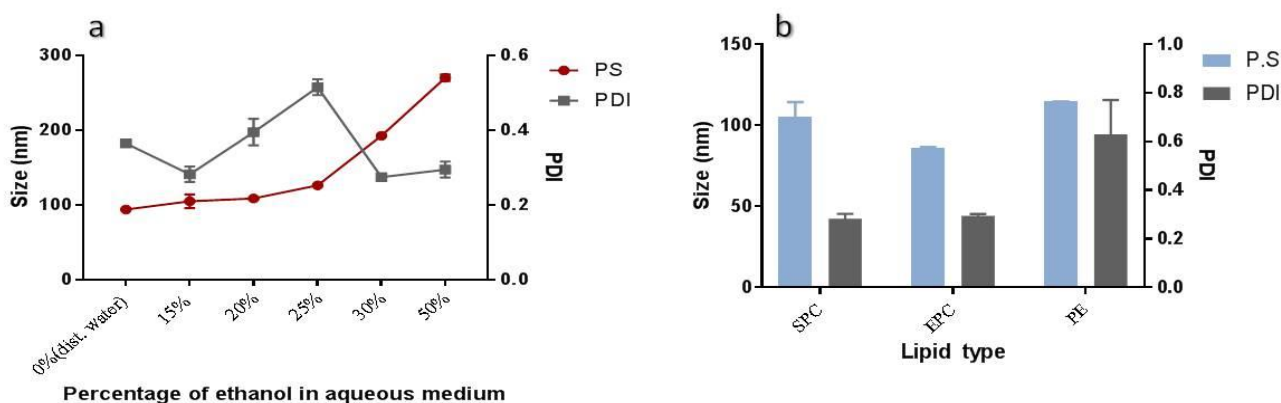 a
300
200
100
0
Size (nm)
0.6
0.4
0.2
0.0
PDI
PS
PDI
0%(dist. water)
15%
20%
25%
30%
50%
Percentage of ethanol in aqueous medium
b
150
100
50
0
Size (nm)
1.0
0.8
0.6
0.4
0.2
0.0
PDI
P.S
PDI
SPC
EPC
PE
Lipid type